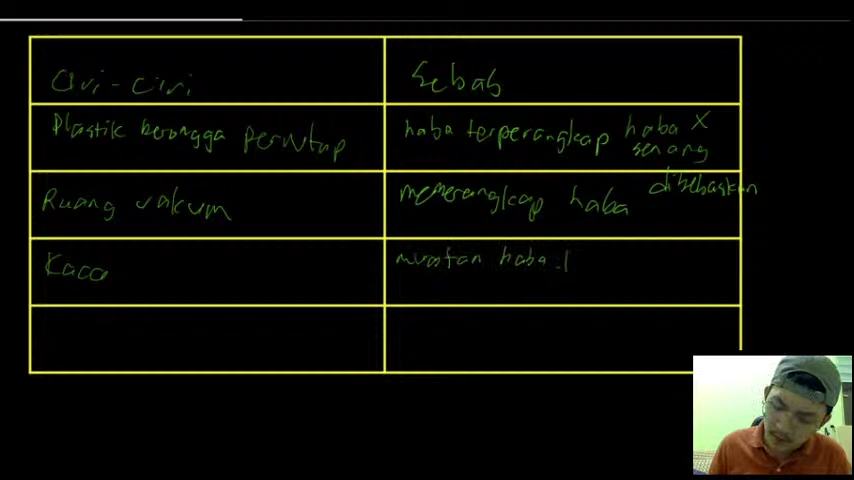 Ciri-ciri
Sebab
Plastik berongga penutup
haba terperangkap haba x
senang
dibebaskan
Ruang vakum
memerangkap haba
Kaca
muatan haba